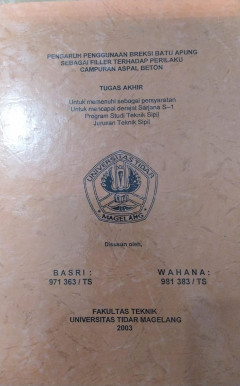 PENGARUH PENGGUNAAN BREKSI BATU APUNG
SEBAGAI FILLER TERHADAP PERILAKU
CAMPURAN ASPAL BETON
TUGAS AKHIR
Untuk memenuhi sebagai persyaratan
Untuk mencapai derajat Sarjana S-1
Program Studi Teknik Sipil
Jurusan Teknik Sipil
UNIVERSITAS TIDAR
MAGELANG
Disusun oleh,
BASRI : WAHANA :
971 363 / TS 981 383 / TS
FAKULTAS TEKNIK
UNIVERSITAS TIDAR MAGELANG
2003